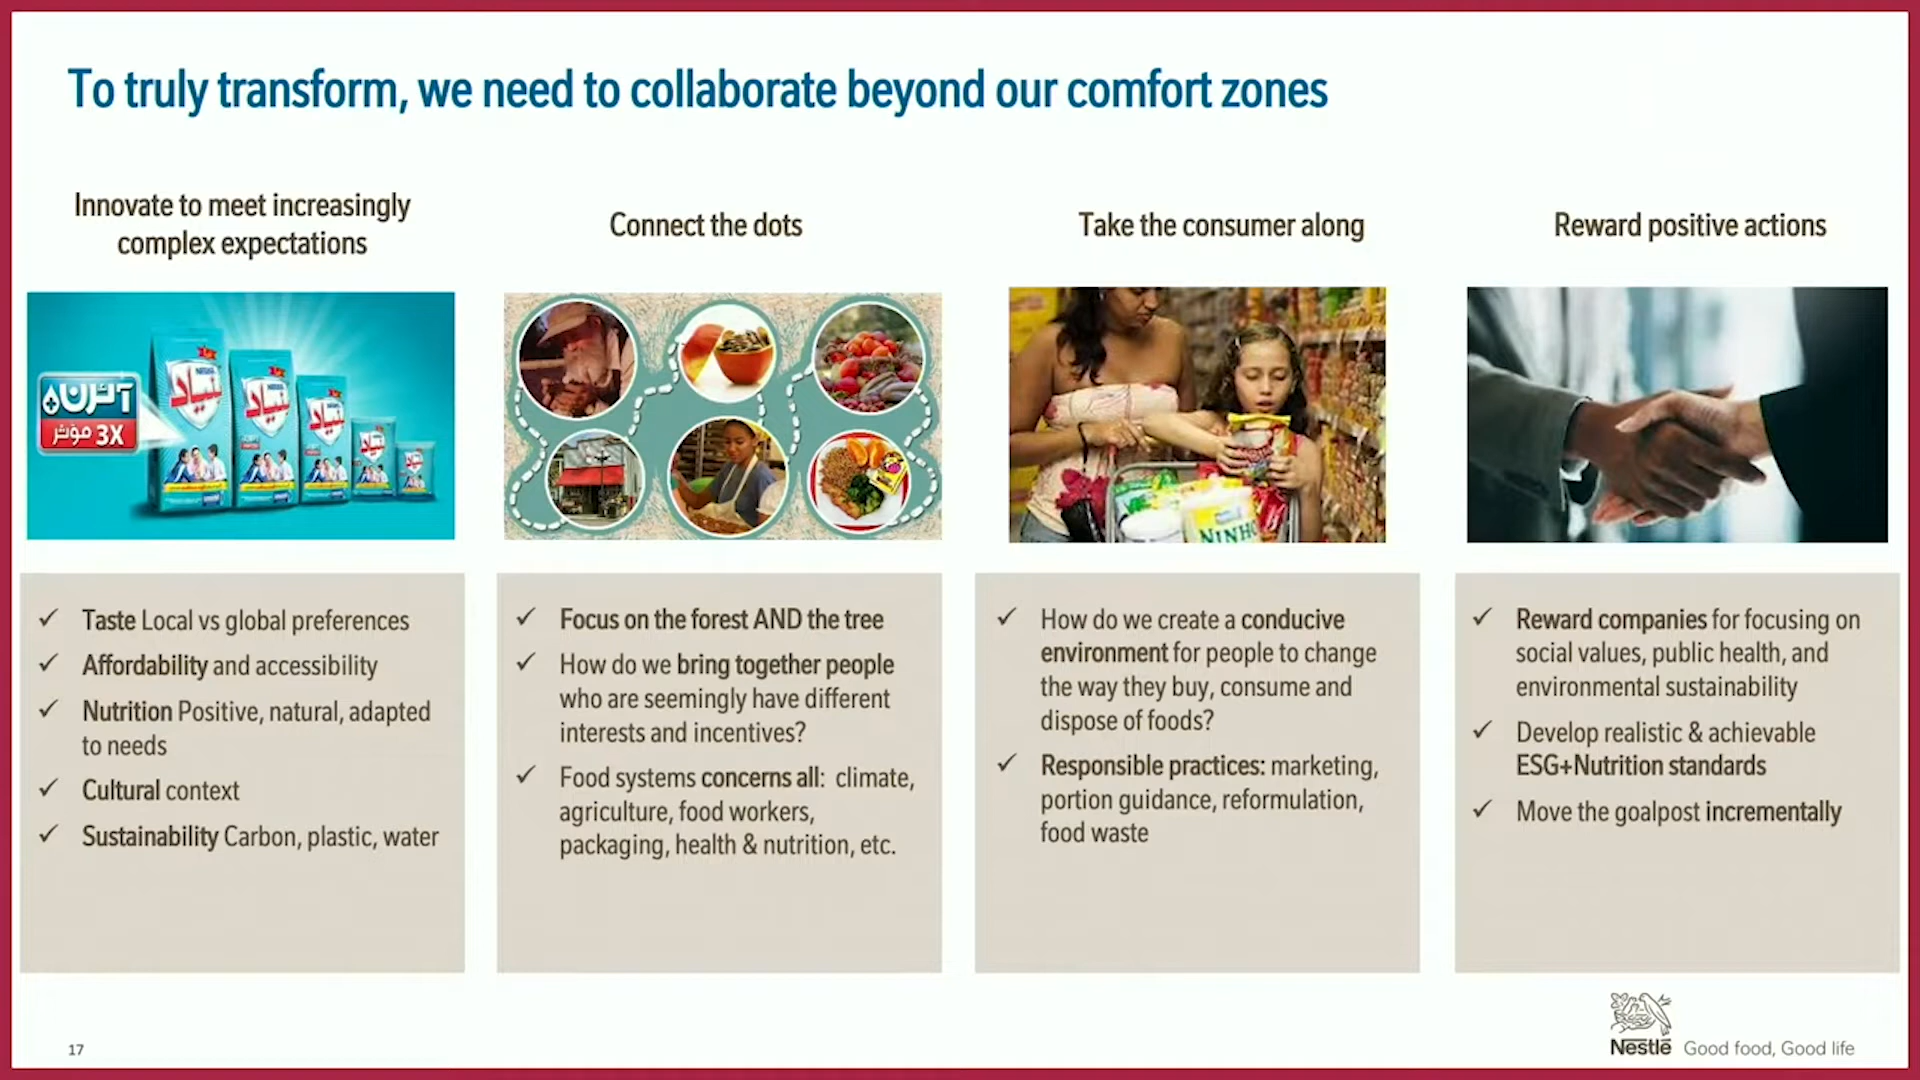 To truly transform, we need to collaborate beyond our comfort zones
Innovate to meet increasingly
complex expectations
آئرن+
3X مؤثر
NESTLÉ
بنیاد
Taste Local vs global preferences
Affordability and accessibility
Nutrition Positive, natural, adapted
to needs
Cultural context
Sustainability Carbon, plastic, water
Connect the dots
Focus on the forest AND the tree
How do we bring together people
who are seemingly have different
interests and incentives?
Food systems concerns all: climate,
agriculture, food workers,
packaging, health & nutrition, etc.
Take the consumer along
NINHO
How do we create a conducive
environment for people to change
the way they buy, consume and
dispose of foods?
Responsible practices: marketing,
portion guidance, reformulation,
food waste
Reward positive actions
Reward companies for focusing on
social values, public health, and
environmental sustainability
Develop realistic & achievable
ESG+Nutrition standards
Move the goalpost incrementally
17
Nestlé Good food, Good life